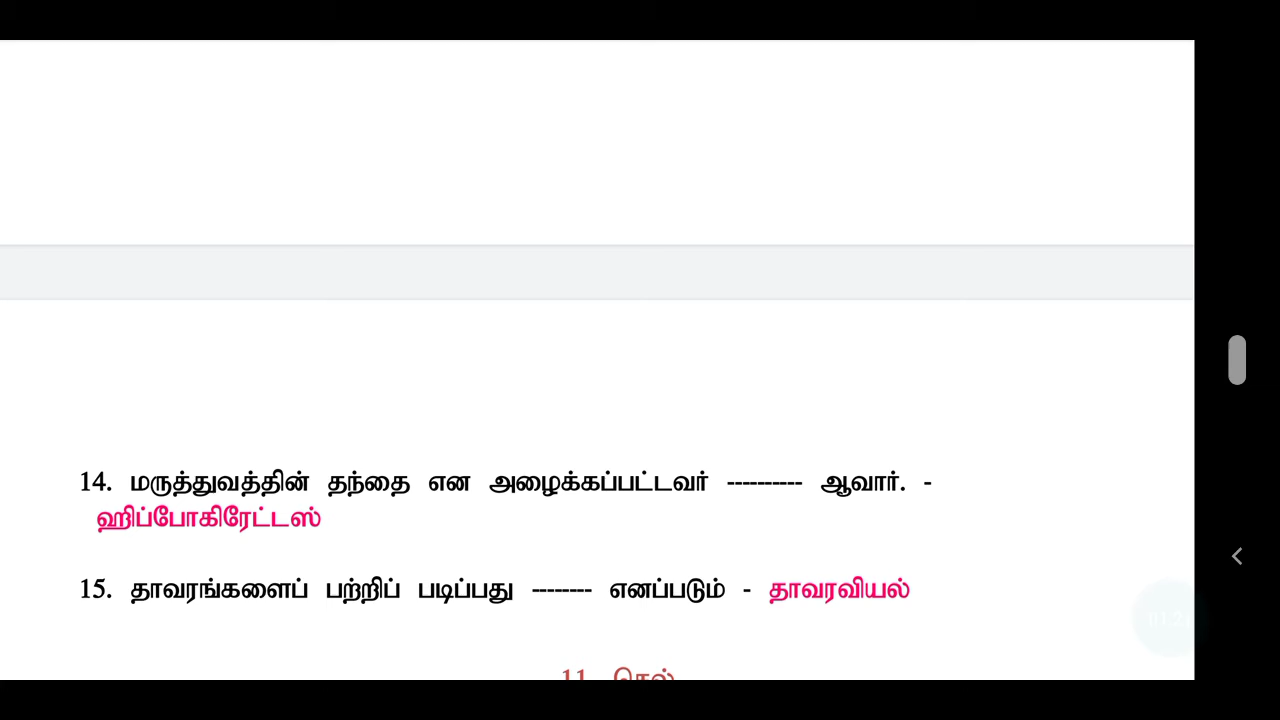 14. மருத்துவத்தின் தந்தை என அழைக்கப்பட்டவர் ---------- ஆவார். -
ஹிப்போகிரேட்டஸ்
15. தாவரங்களைப் பற்றிப் படிப்பது -------- எனப்படும் - தாவரவியல்
11. செல்